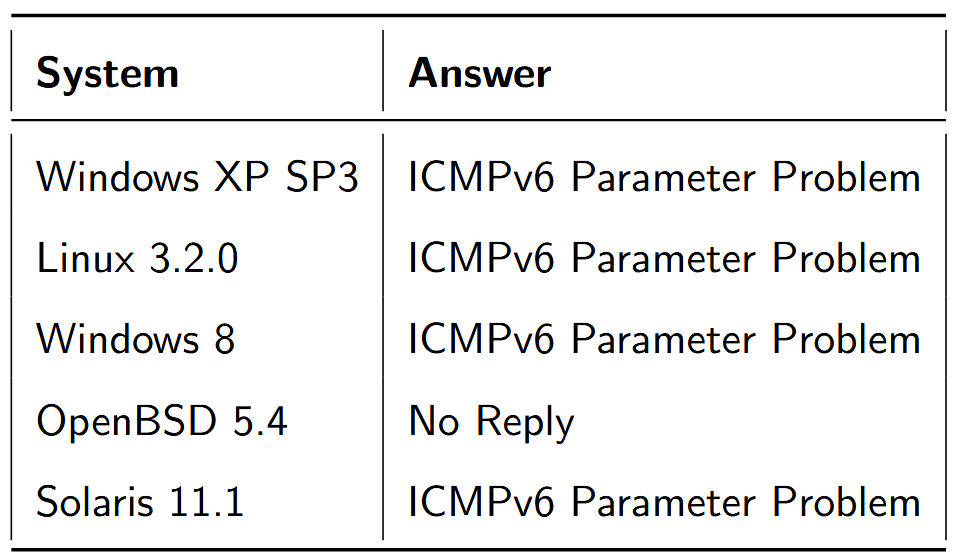 System Answer
Windows XP SP3 ICMPv6 Parameter Problem
Linux 3.2.0 ICMPv6 Parameter Problem
Windows 8 ICMPv6 Parameter Problem
OpenBSD 5.4 No Reply
Solaris 11.1 ICMPv6 Parameter Problem